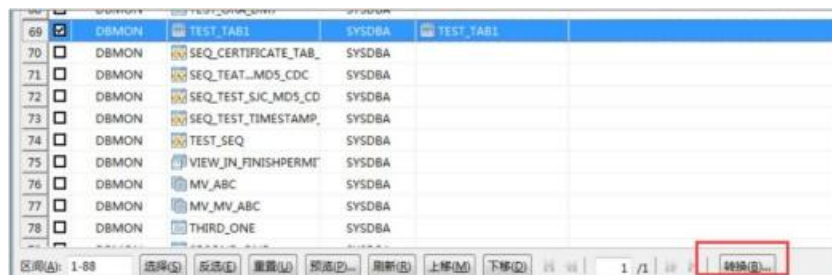 69 DBMON TEST_TAB1 SYSDBA TEST_TAB1
70 DBMON SEQ_CERTIFICATE_TAB_ SYSDBA
71 DBMON SEQ_TEAT...MD5_CDC SYSDBA
72 DBMON SEQ_TEST_SJC_MD5_CD SYSDBA
73 DBMON SEQ_TEST_TIMESTAMP_ SYSDBA
74 DBMON TEST_SEQ SYSDBA
75 DBMON VIEW_IN_FINISHPERMIT SYSDBA
76 DBMON MV_ABC SYSDBA
77 DBMON MV_MV_ABC SYSDBA
78 DBMON THIRD_ONE SYSDBA
区间(A): 1-88 选择(S) 反选(E) 重置(U) 预览(P)... 刷新(R) 上移(M) 下移(D) 1 /1 转换(B)...